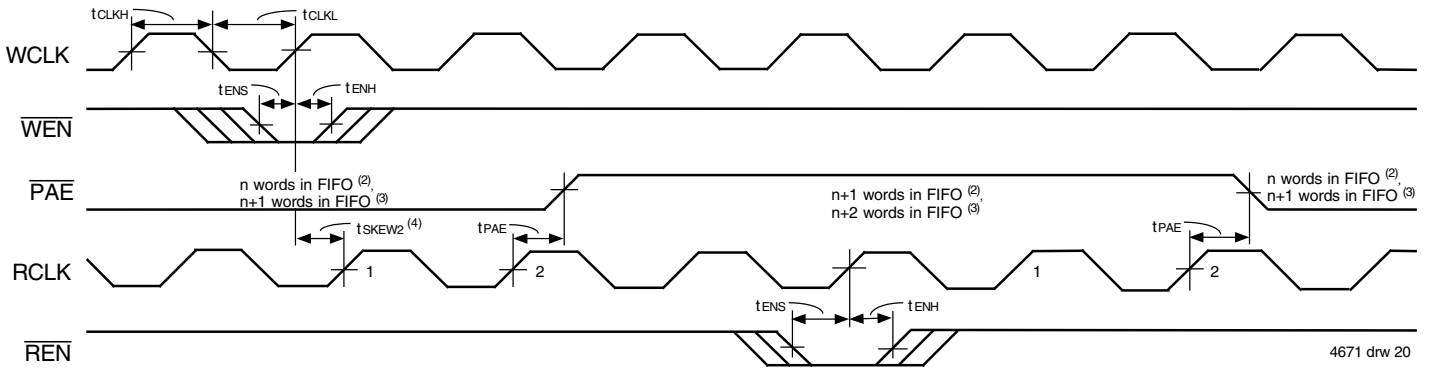 tCLKH
tCLKL
WCLK
tENS
tENH
WEN
PAE
n words in FIFO (2),
n+1 words in FIFO (3)
n+1 words in FIFO (2),
n+2 words in FIFO (3)
n words in FIFO (2),
n+1 words in FIFO (3)
tSKEW2 (4)
tPAE
tPAE
RCLK
1
2
1
2
tENS
tENH
REN
4671 drw 20